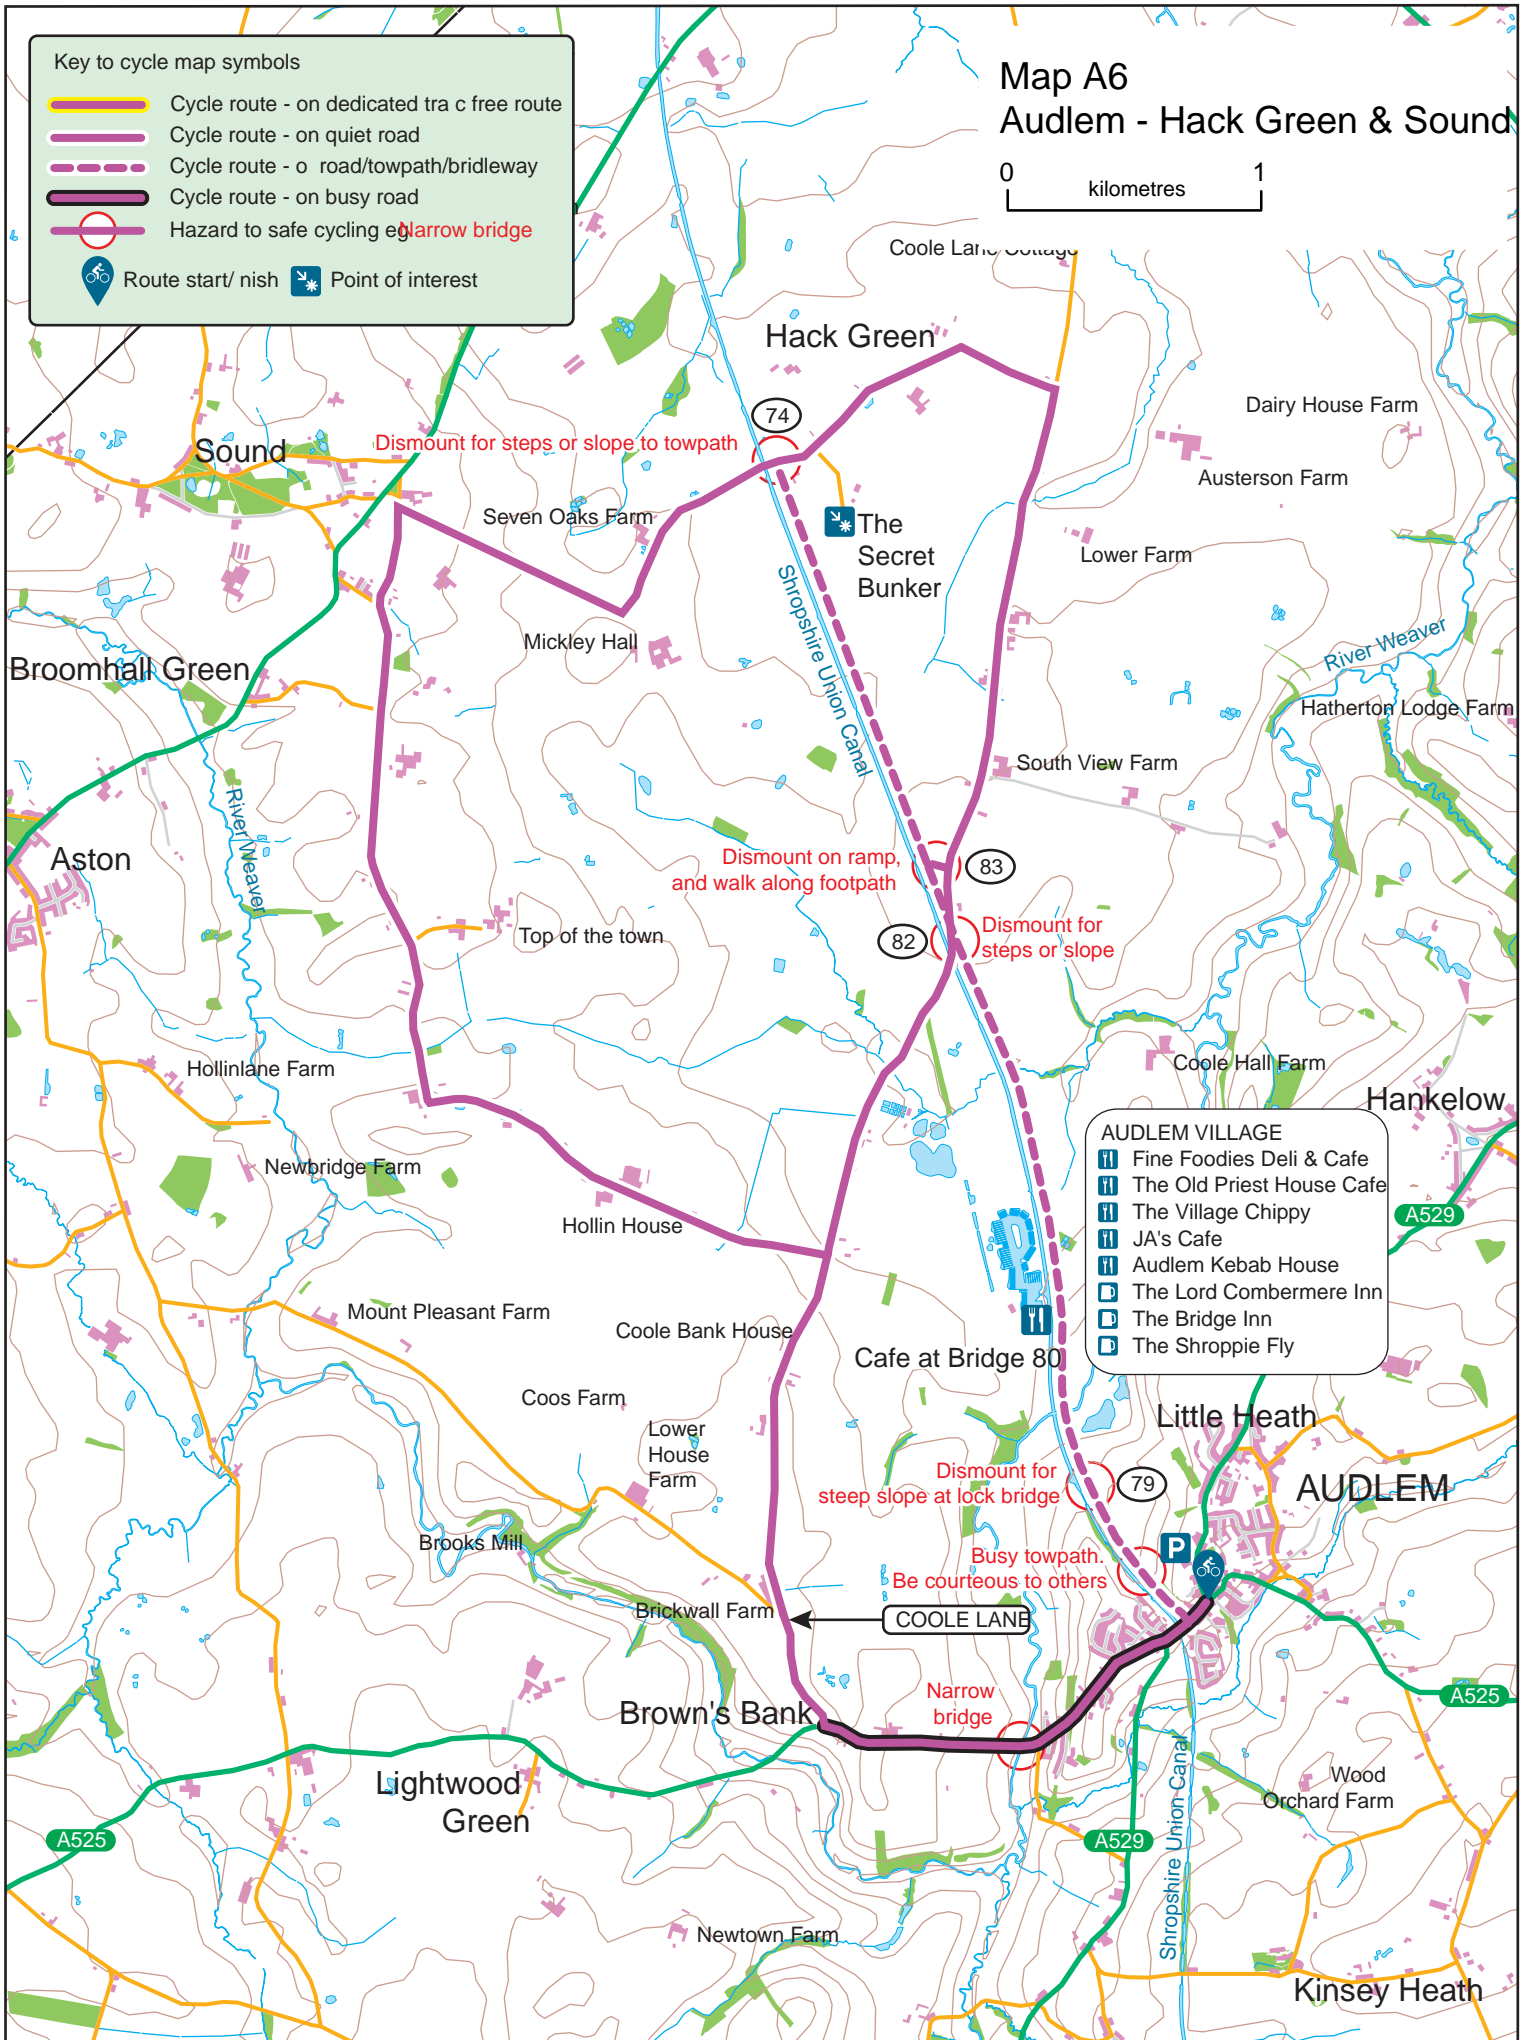 Key to cycle map symbols
Cycle route - on dedicated tra c free route
Cycle route - on quiet road
Cycle route - o road/towpath/bridleway
Cycle route - on busy road
Hazard to safe cycling eg Narrow bridge
Route start/ nish
Point of interest
Map A6
Audlem - Hack Green & Sound
0 1
kilometres
Coole Lane Cottage
Hack Green
74
Dismount for steps or slope to towpath
Sound
Dairy House Farm
Austerson Farm
Seven Oaks Farm
The
Secret
Bunker
Lower Farm
Shropshire Union Canal
Mickley Hall
River Weaver
Broomhall Green
Hatherton Lodge Farm
South View Farm
River Weaver
Aston
Dismount on ramp,
and walk along footpath
83
Top of the town
82
Dismount for
steps or slope
Hollinlane Farm
Coole Hall Farm
Hankelow
AUDLEM VILLAGE
Fine Foodies Deli & Cafe
The Old Priest House Cafe
The Village Chippy
JA's Cafe
Audlem Kebab House
The Lord Combermere Inn
The Bridge Inn
The Shroppie Fly
A529
Newbridge Farm
Hollin House
Mount Pleasant Farm
Coole Bank House
Cafe at Bridge 80
Coos Farm
Lower
House
Farm
Little Heath
Dismount for
steep slope at lock bridge
79
AUDLEM
Brooks Mill
P
Busy towpath.
Be courteous to others
Brickwall Farm
COOLE LANE
Narrow
bridge
Brown's Bank
A525
Lightwood
Green
Wood
Orchard Farm
A525
A529
Shropshire Union Canal
Newtown Farm
Kinsey Heath